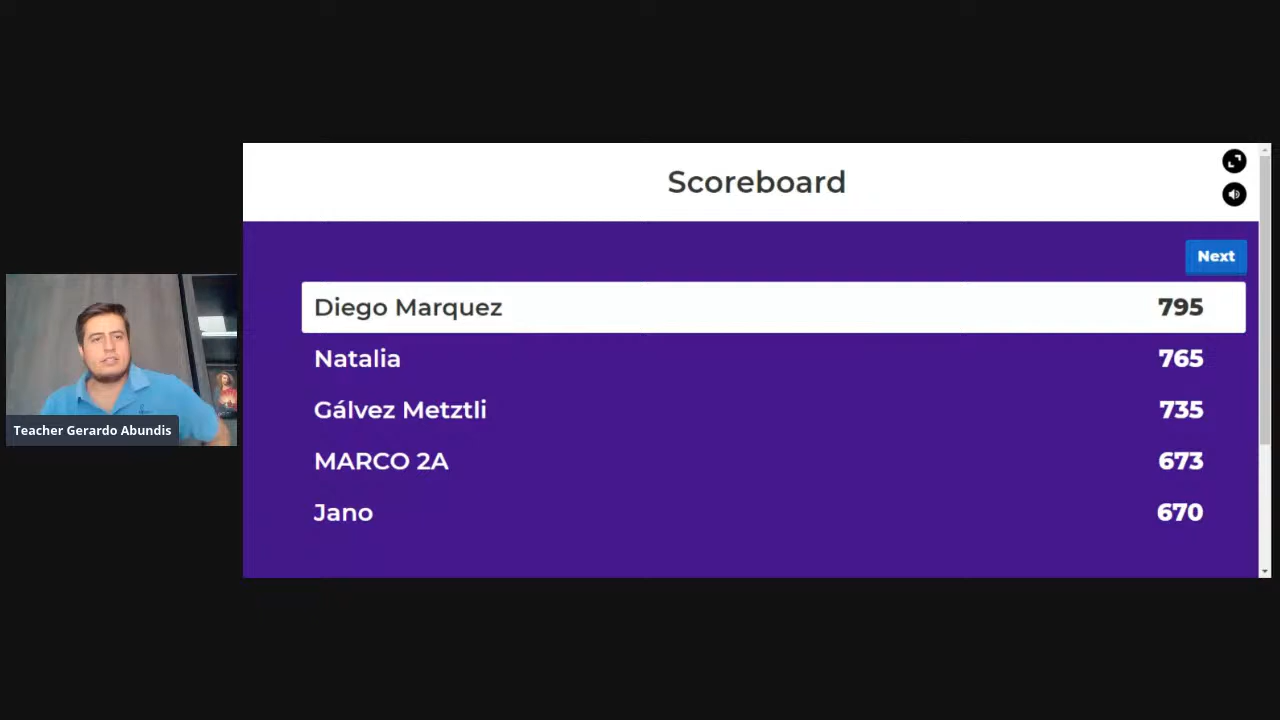 Scoreboard
Next
Diego Marquez 795
Natalia 765
Gálvez Metztli 735
MARCO 2A 673
Jano 670
Teacher Gerardo Abundis